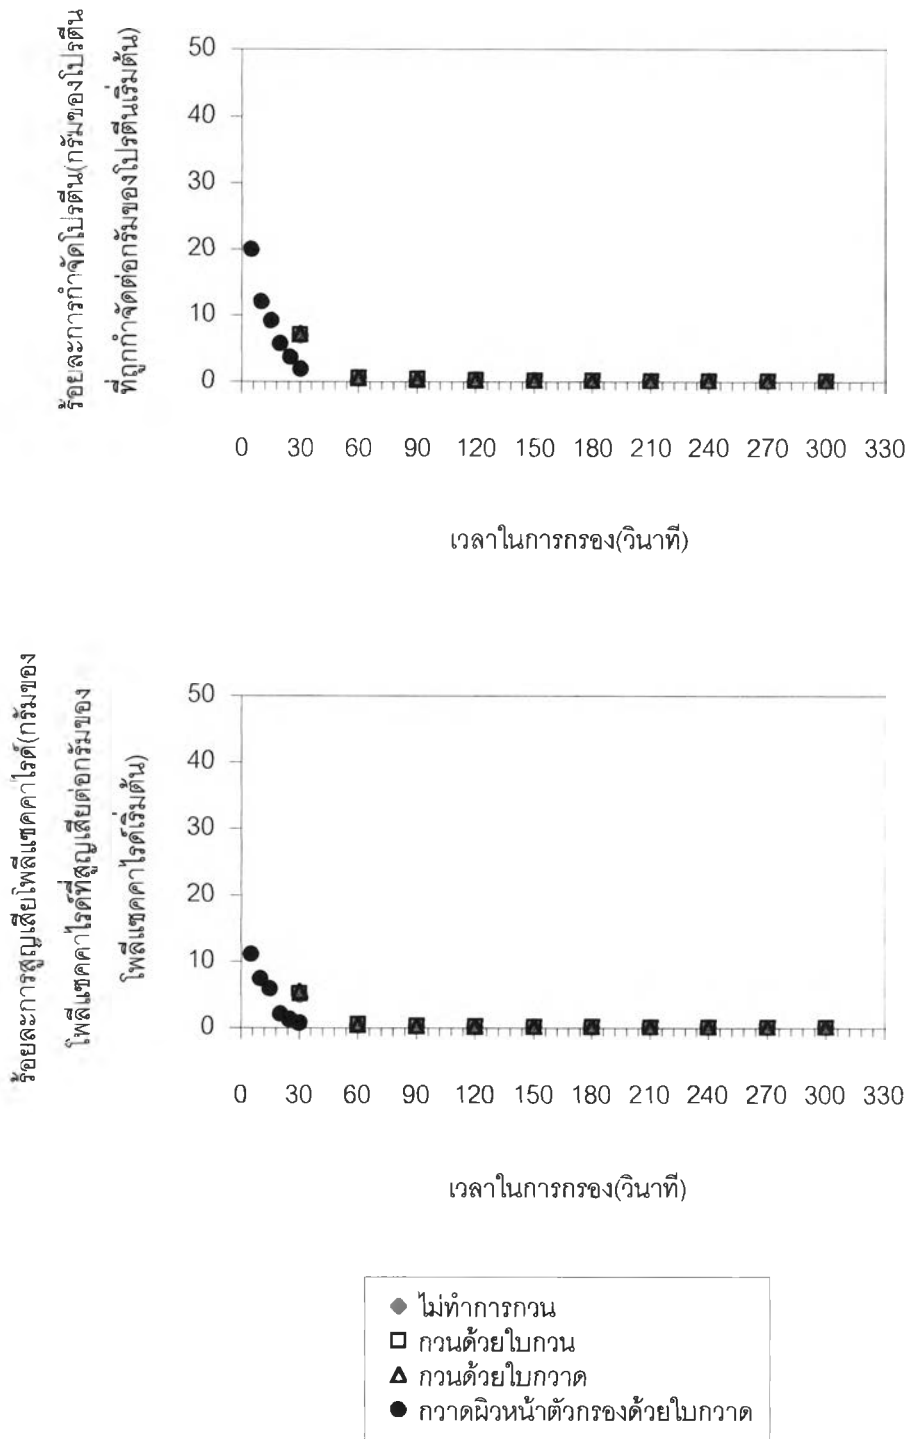 ร้อยละการกำจัดโปรตีน(กรัมของโปรตีน
ที่ถูกกำจัดต่อกรัมของโปรตีนเริ่มต้น)
50
40
30
20
10
0
0 30 60 90 120 150 180 210 240 270 300 330
เวลาในการกรอง(วินาที)
ร้อยละการสูญเสียโพลีแซคคาไรด์(กรัมของ
โพลีแซคคาไรด์ที่สูญเสียต่อกรัมของ
โพลีแซคคาไรด์เริ่มต้น)
50
40
30
20
10
0
0 30 60 90 120 150 180 210 240 270 300 330
เวลาในการกรอง(วินาที)
ไม่ทำการกวน
กวนด้วยใบกวน
กวนด้วยใบกวาด
กวาดผิวหน้าตัวกรองด้วยใบกวาด